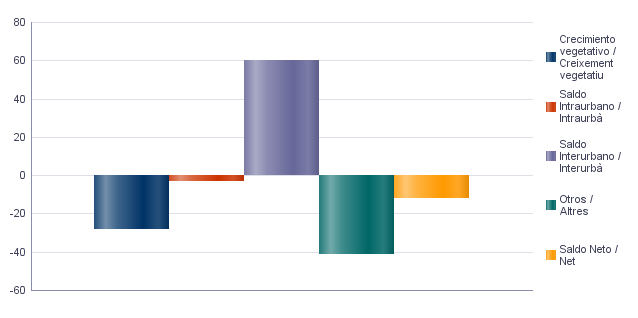 80
60
40
20
0
-20
-40
-60
Crecimiento
vegetativo /
Creixement
vegetatiu
Saldo
Intraurbano /
Intraurbà
Saldo
Interurbano /
Interurbà
Otros /
Altres
Saldo Neto /
Net